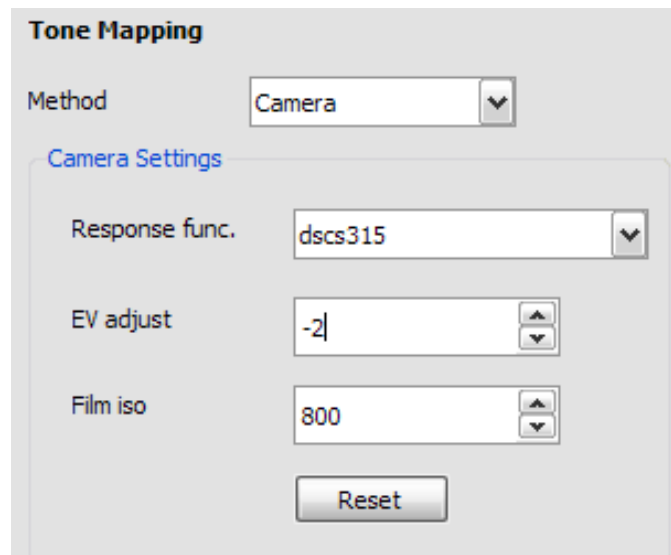 Tone Mapping
Method Camera
Camera Settings
Response func. dscs315
EV adjust -2
Film iso 800
Reset